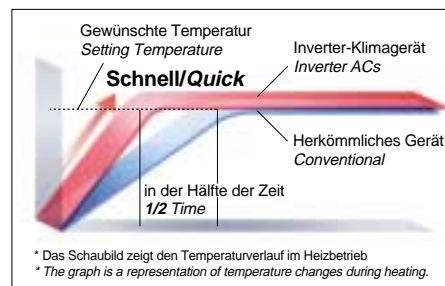 Gewünschte Temperatur
Setting Temperature
Schnell/Quick
Inverter-Klimagerät
Inverter ACs
Herkömmliches Gerät
Conventional
in der Hälfte der Zeit
1/2 Time
* Das Schaubild zeigt den Temperaturverlauf im Heizbetrieb
* The graph is a representation of temperature changes during heating.